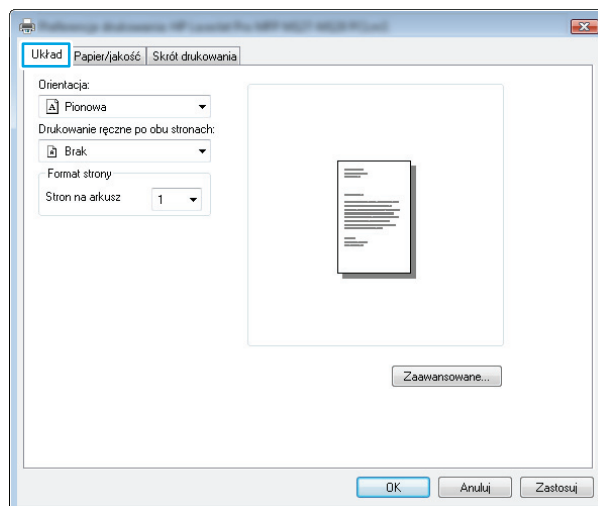 Układ Papier/jakość Skrót drukowania
Orientacja:
A Pionowa
Drukowanie ręczne po obu stronach:
Brak
Format strony
Stron na arkusz 1
Zaawansowane...
OK Anuluj Zastosuj